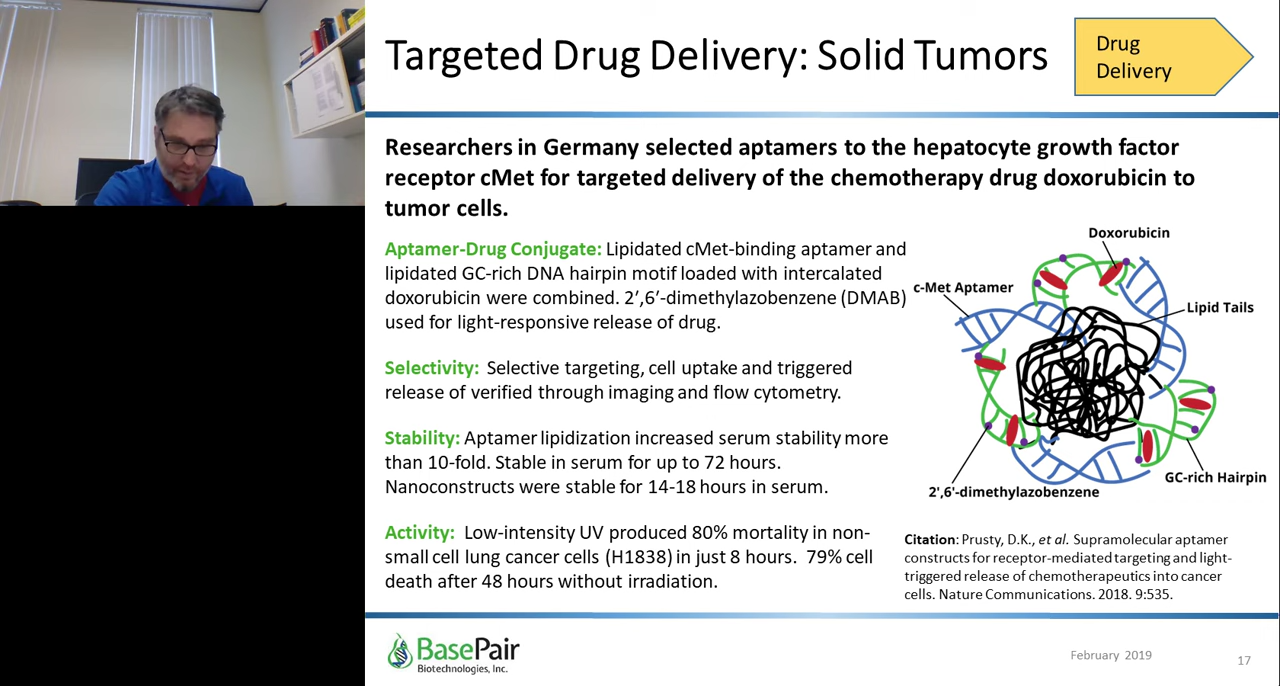 Targeted Drug Delivery: Solid Tumors
Drug
Delivery
Researchers in Germany selected aptamers to the hepatocyte growth factor
receptor cMet for targeted delivery of the chemotherapy drug doxorubicin to
tumor cells.
Aptamer-Drug Conjugate: Lipidated cMet-binding aptamer and
lipidated GC-rich DNA hairpin motif loaded with intercalated
doxorubicin were combined. 2’,6’-dimethylazobenzene (DMAB)
used for light-responsive release of drug.
Selectivity: Selective targeting, cell uptake and triggered
release of verified through imaging and flow cytometry.
Stability: Aptamer lipidization increased serum stability more
than 10-fold. Stable in serum for up to 72 hours.
Nanoconstructs were stable for 14-18 hours in serum.
Activity: Low-intensity UV produced 80% mortality in non-
small cell lung cancer cells (H1838) in just 8 hours. 79% cell
death after 48 hours without irradiation.
Doxorubicin
c-Met Aptamer
Lipid Tails
GC-rich Hairpin
2',6'-dimethylazobenzene
Citation: Prusty, D.K., et al. Supramolecular aptamer
constructs for receptor-mediated targeting and light-
triggered release of chemotherapeutics into cancer
cells. Nature Communications. 2018. 9:535.
BasePair
Biotechnologies, Inc.
February 2019
17